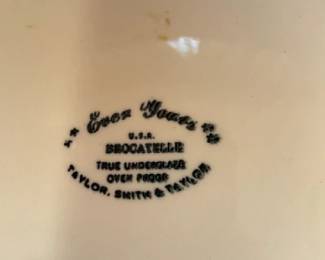 Ever Yours
U.S.A.
BROCATELLE
TRUE UNDERGLAZE
OVEN PROOF
TAYLOR, SMITH & TAYLOR